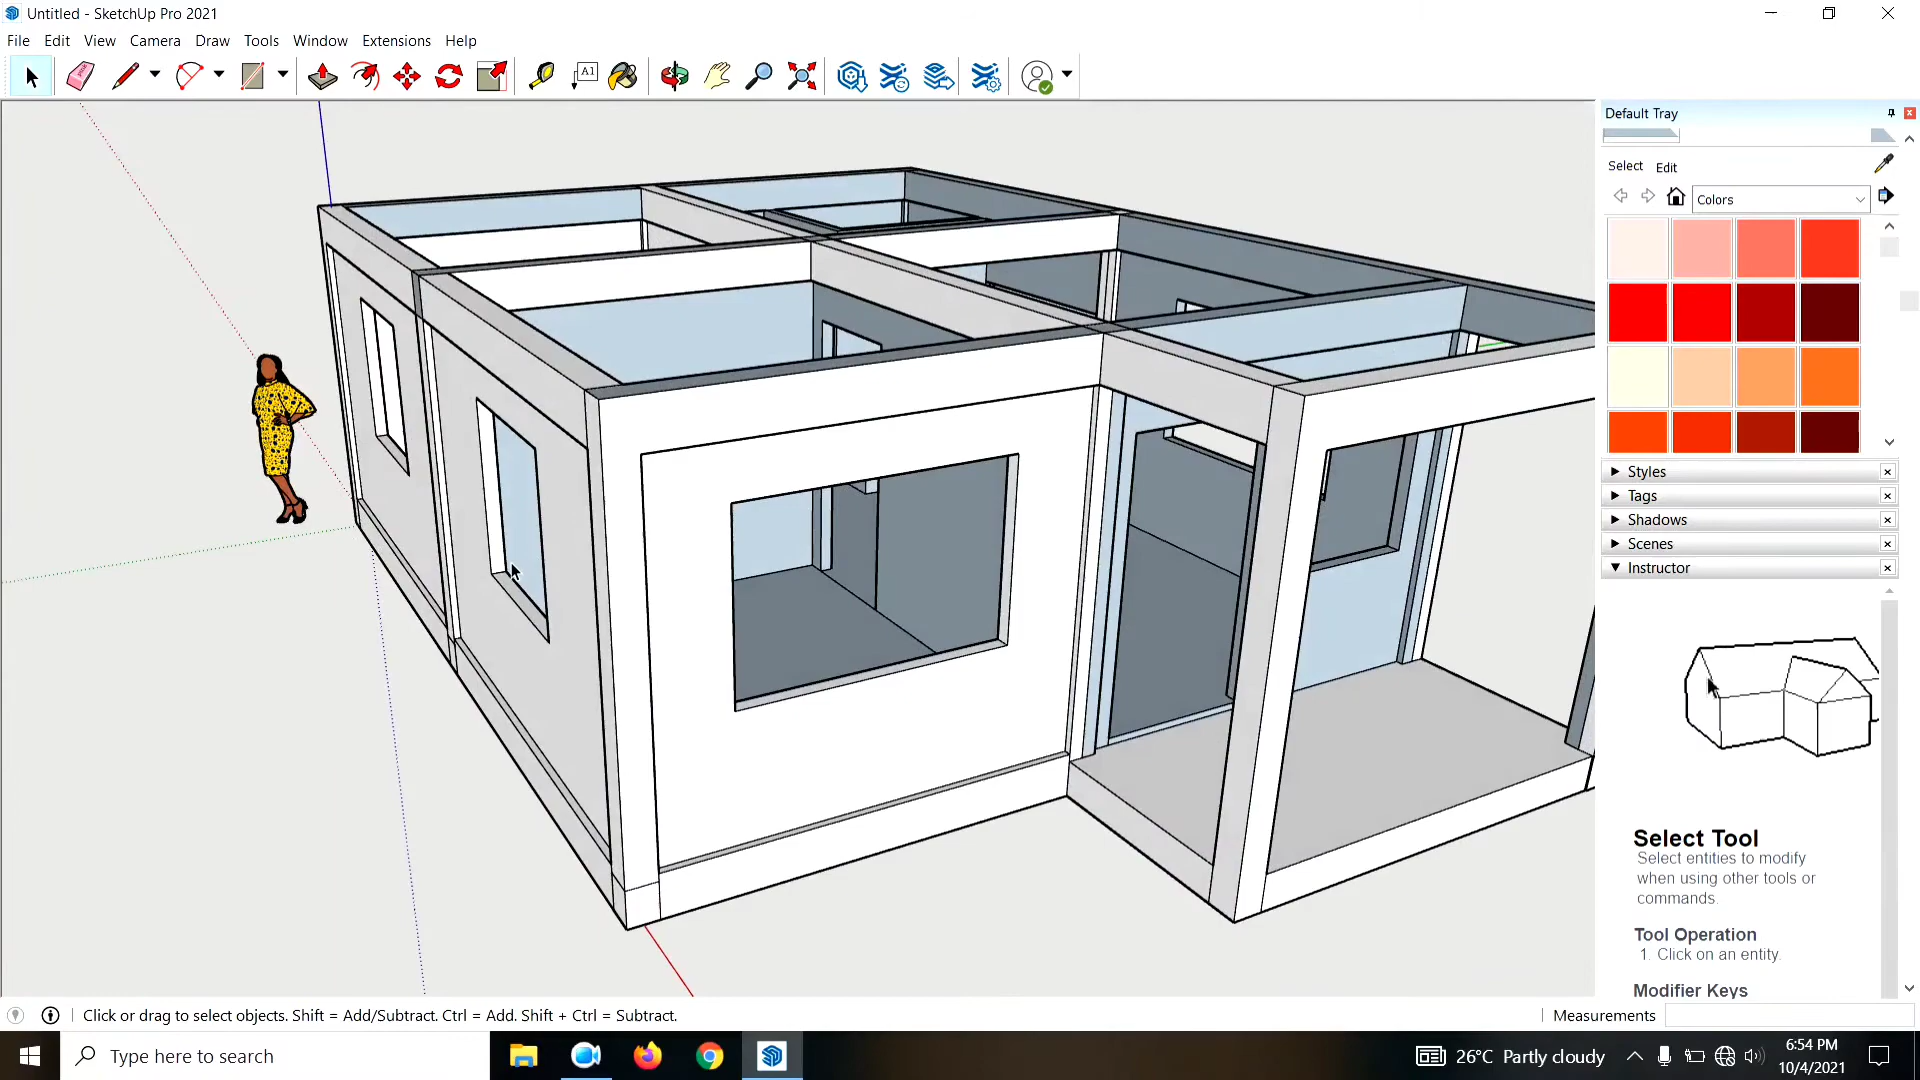 Untitled - SketchUp Pro 2021
File Edit View Camera Draw Tools Window Extensions Help
A1
Default Tray
Select Edit
Colors
Styles
Tags
Shadows
Scenes
Instructor
Select Tool
Select entities to modify
when using other tools or
commands.
Tool Operation
1. Click on an entity.
Modifier Keys
Click or drag to select objects. Shift = Add/Subtract. Ctrl = Add. Shift + Ctrl = Subtract.
Measurements
Type here to search
26°C Partly cloudy
6:54 PM
10/4/2021